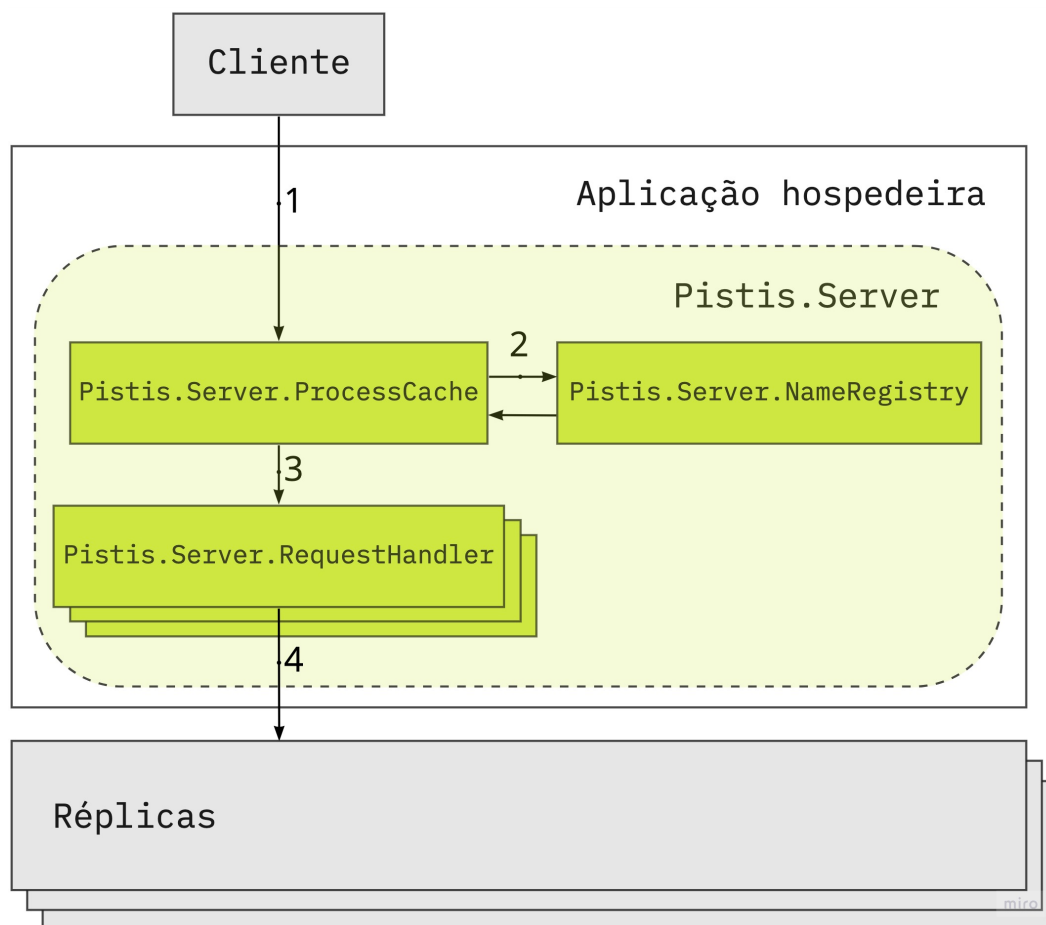 Cliente
1
Aplicação hospedeira
Pistis.Server
2
Pistis.Server.ProcessCache
Pistis.Server.NameRegistry
3
Pistis.Server.RequestHandler
4
Réplicas
miro